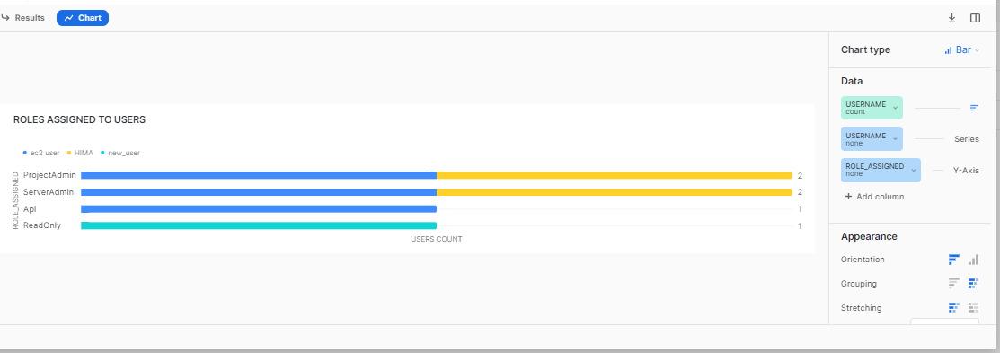 Results
Chart
Chart type
Bar
Data
USERNAME
count
USERNAME
none
Series
ROLE_ASSIGNED
none
Y-Axis
+ Add column
Appearance
Orientation
Grouping
Stretching
ROLES ASSIGNED TO USERS
ec2 user HIMA new_user
ROLE_ASSIGNED
ProjectAdmin 2
ServerAdmin 2
Api 1
ReadOnly 1
USERS COUNT